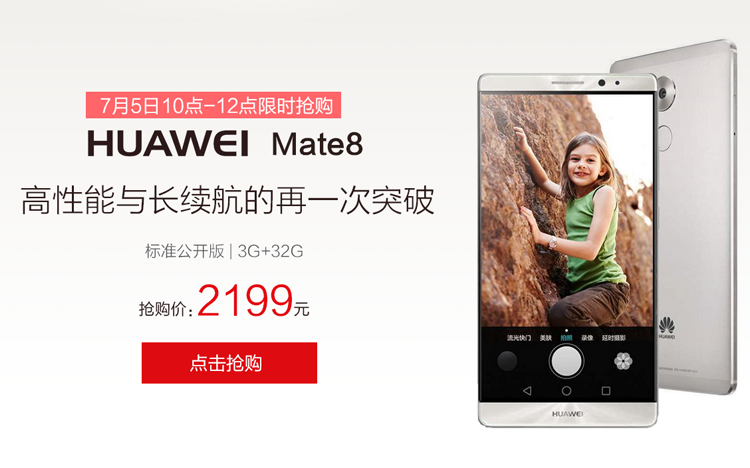 7月5日10点-12点限时抢购
HUAWEI Mate8
高性能与长续航的再一次突破
标准公开版 | 3G+32G
抢购价:2199元
点击抢购
流光快门 美肤 拍照 录像 延时摄影
HUAWEI
HUAWEI